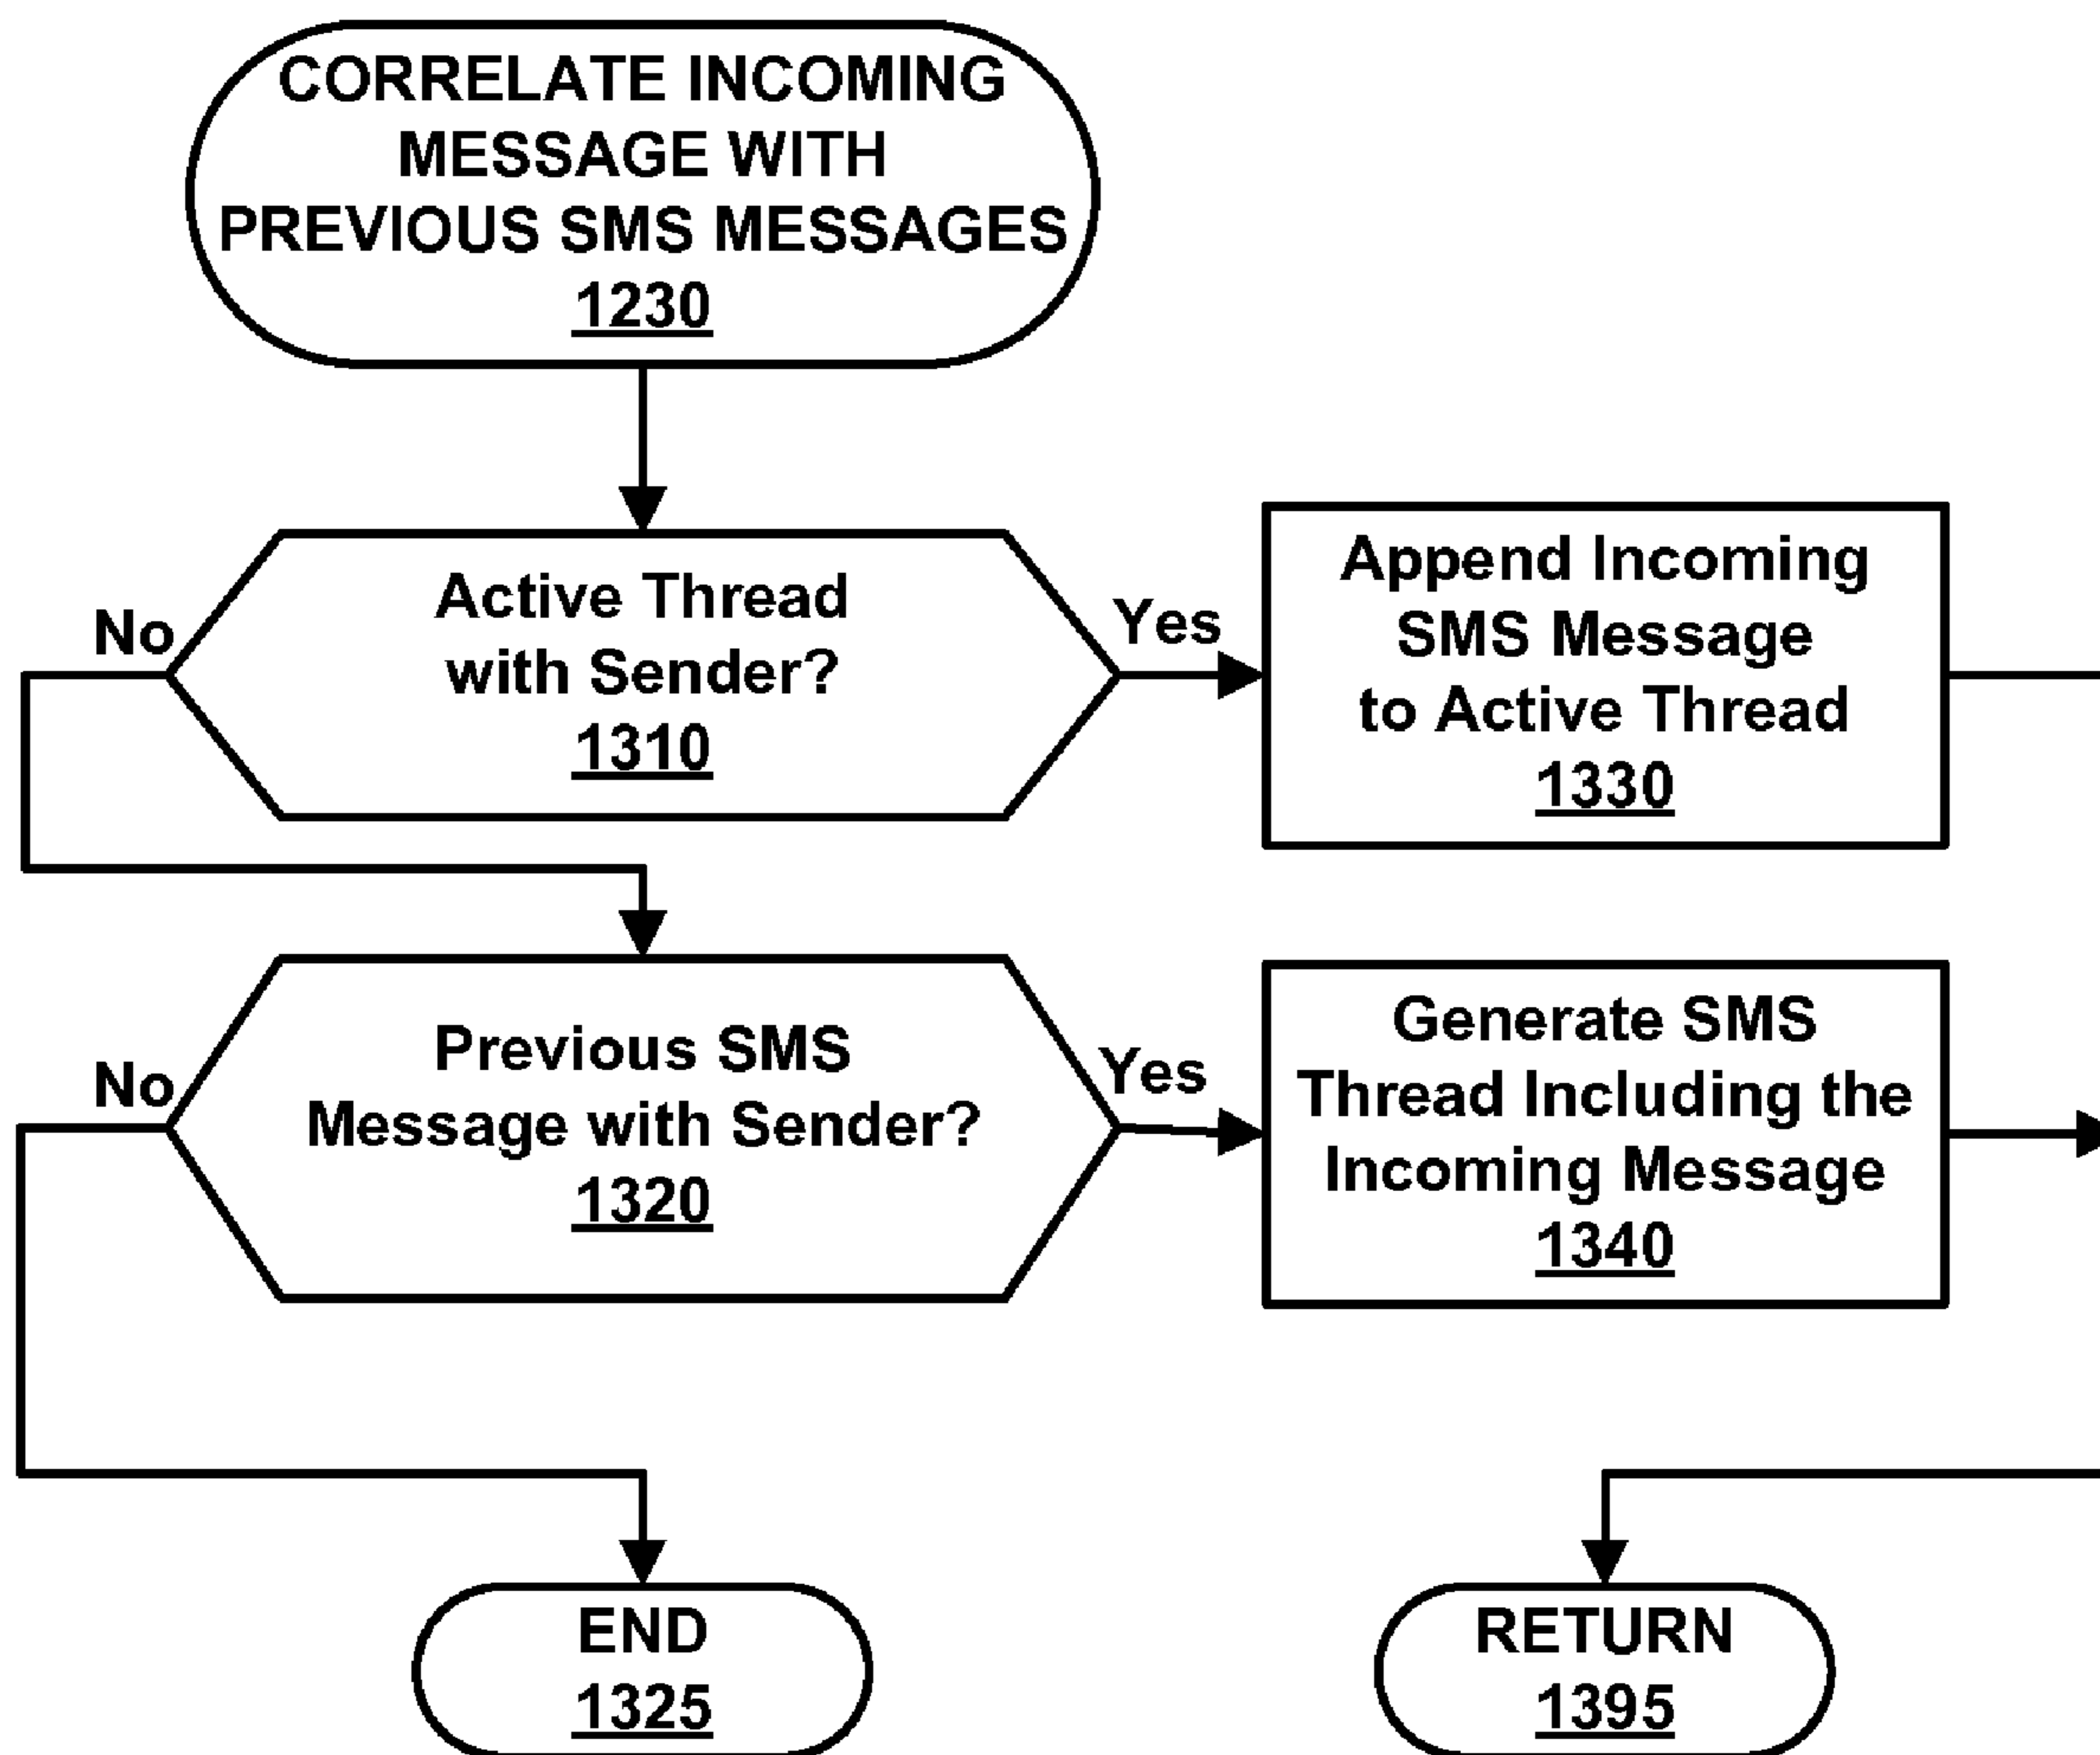 CORRELATE INCOMING
MESSAGE WITH
PREVIOUS SMS MESSAGES
1230
Active Thread
with Sender?
1310
No
Yes
Append Incoming
SMS Message
to Active Thread
1330
Previous SMS
Message with Sender?
1320
No
Yes
Generate SMS
Thread Including the
Incoming Message
1340
END
1325
RETURN
1395